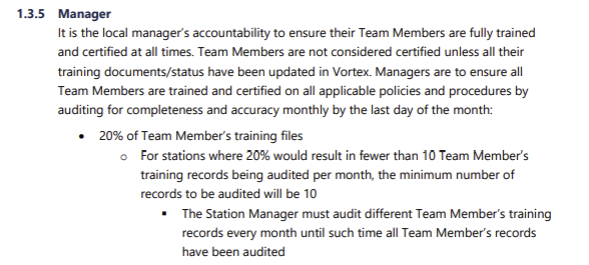 1.3.5 Manager
It is the local manager's accountability to ensure their Team Members are fully trained
and certified at all times. Team Members are not considered certified unless all their
training documents/status have been updated in Vortex. Managers are to ensure all
Team Members are trained and certified on all applicable policies and procedures by
auditing for completeness and accuracy monthly by the last day of the month:
• 20% of Team Member's training files
o For stations where 20% would result in fewer than 10 Team Member's
training records being audited per month, the minimum number of
records to be audited will be 10
▪ The Station Manager must audit different Team Member's training
records every month until such time all Team Member's records
have been audited